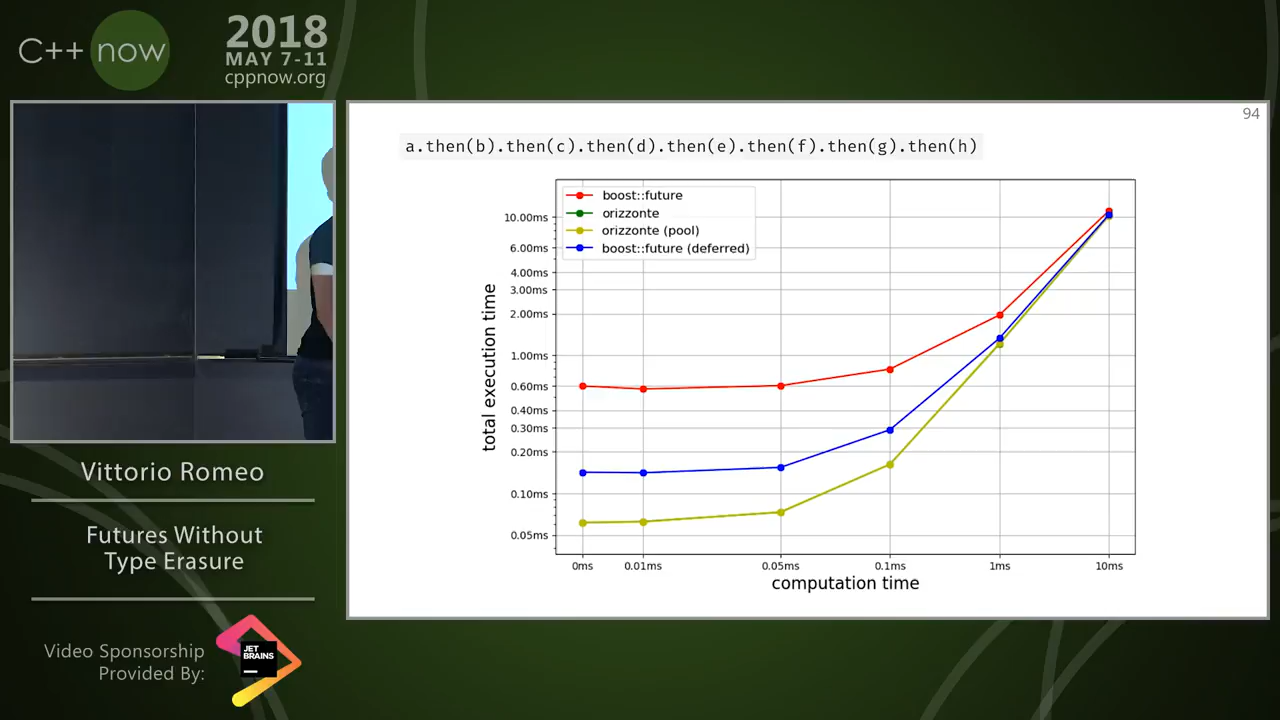 C++ now
2018
MAY 7-11
cppnow.org
94
a.then(b).then(c).then(d).then(e).then(f).then(g).then(h)
boost::future
orizzonte
orizzonte (pool)
boost::future (deferred)
total execution time
10.00ms
6.00ms
4.00ms
3.00ms
2.00ms
1.00ms
0.60ms
0.40ms
0.30ms
0.20ms
0.10ms
0.05ms
0ms 0.01ms 0.05ms 0.1ms 1ms 10ms
computation time
Vittorio Romeo
Futures Without
Type Erasure
Video Sponsorship
Provided By:
JET
BRAINS